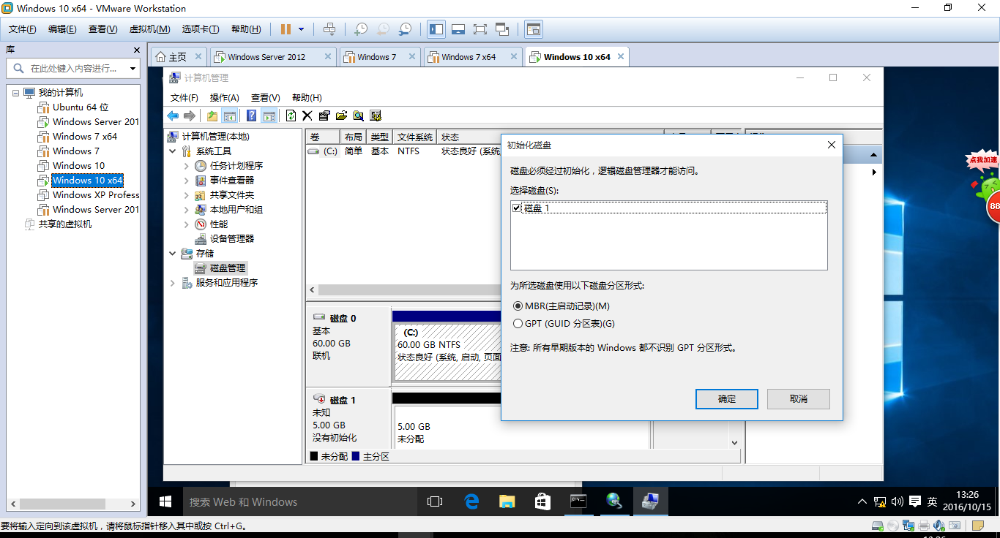 Windows 10 x64 - VMware Workstation
文件(F) 编辑(E) 查看(V) 虚拟机(M) 选项卡(T) 帮助(H)
库
在此处键入内容进行...
我的计算机
Ubuntu 64 位
Windows Server 201
Windows 7 x64
Windows 7
Windows 10
Windows 10 x64
Windows XP Profess
Windows Server 201
共享的虚拟机
主页 Windows Server 2012 Windows 7 Windows 7 x64 Windows 10 x64
计算机管理
文件(F) 操作(A) 查看(V) 帮助(H)
计算机管理(本地)
系统工具
任务计划程序
事件查看器
共享文件夹
本地用户和组
性能
设备管理器
存储
磁盘管理
服务和应用程序
卷 布局 类型 文件系统 状态
(C:) 简单 基本 NTFS 状态良好 (系统
磁盘 0
基本
60.00 GB
联机
(C:)
60.00 GB NTFS
状态良好 (系统, 启动, 页面
磁盘 1
未知
5.00 GB
没有初始化
5.00 GB
未分配
未分配 主分区
初始化磁盘
磁盘必须经过初始化，逻辑磁盘管理器才能访问。
选择磁盘(S):
磁盘 1
为所选磁盘使用以下磁盘分区形式:
MBR(主启动记录)(M)
GPT (GUID 分区表)(G)
注意: 所有早期版本的 Windows 都不识别 GPT 分区形式。
确定 取消
点我加速
88
搜索 Web 和 Windows
英
13:26
2016/10/15
要将输入定向到该虚拟机，请将鼠标指针移入其中或按 Ctrl+G。